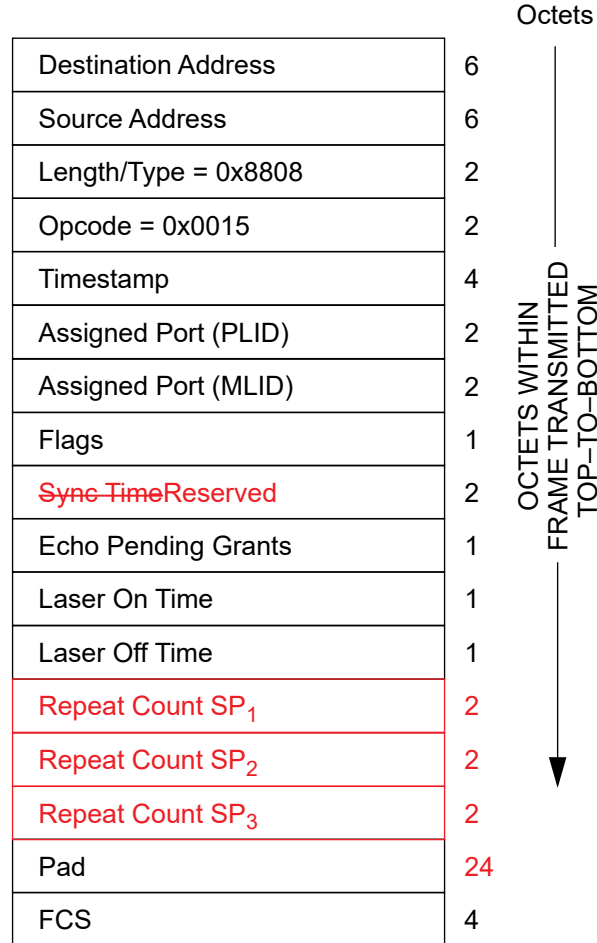 Octets
Destination Address 6
Source Address 6
Length/Type = 0x8808 2
Opcode = 0x0015 2
Timestamp 4
Assigned Port (PLID) 2
Assigned Port (MLID) 2
Flags 1
Sync TimeReserved 2
Echo Pending Grants 1
Laser On Time 1
Laser Off Time 1
Repeat Count SP₁ 2
Repeat Count SP₂ 2
Repeat Count SP₃ 2
Pad 24
FCS 4
OCTETS WITHIN
FRAME TRANSMITTED
TOP–TO–BOTTOM